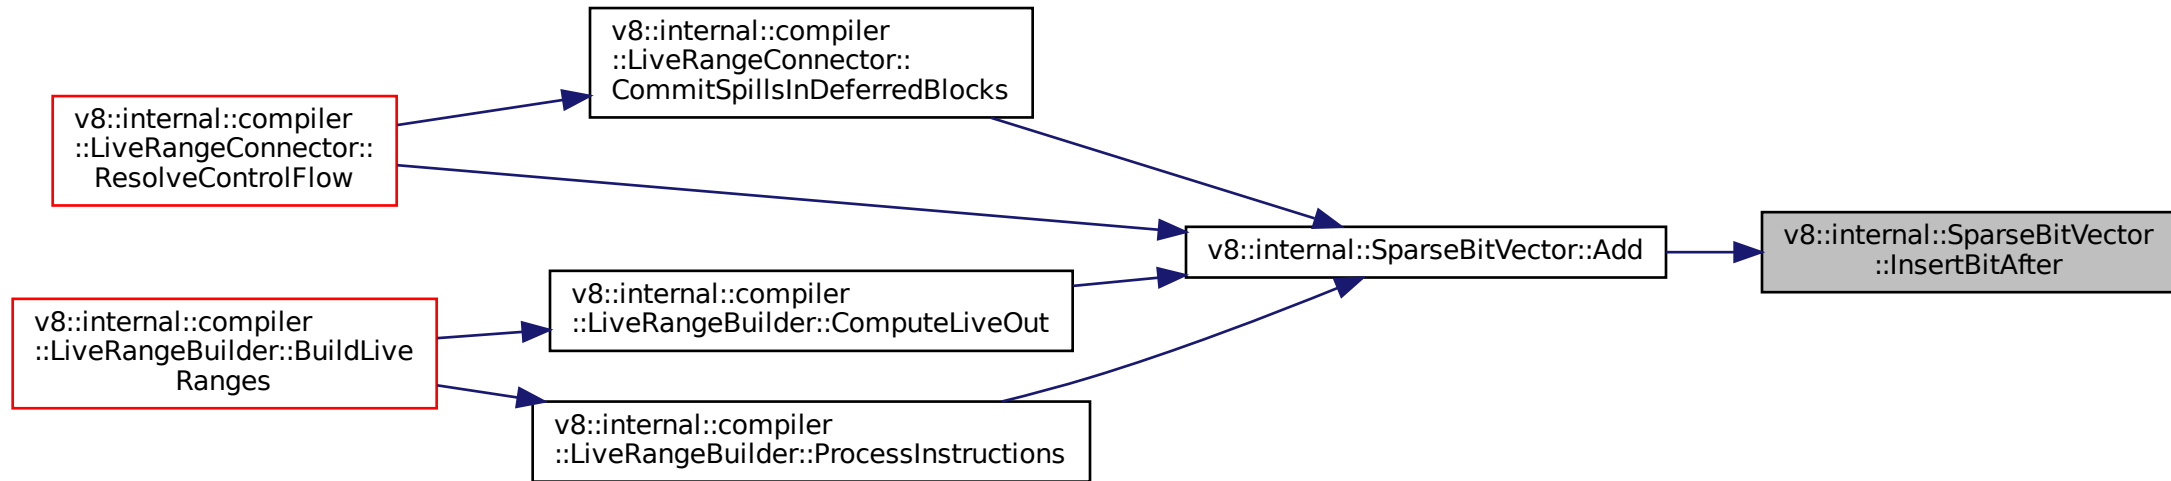 v8::internal::compiler
::LiveRangeConnector::
CommitSpillsInDeferredBlocks
v8::internal::compiler
::LiveRangeConnector::
ResolveControlFlow
v8::internal::SparseBitVector::Add
v8::internal::SparseBitVector
::InsertBitAfter
v8::internal::compiler
::LiveRangeBuilder::ComputeLiveOut
v8::internal::compiler
::LiveRangeBuilder::BuildLive
Ranges
v8::internal::compiler
::LiveRangeBuilder::ProcessInstructions